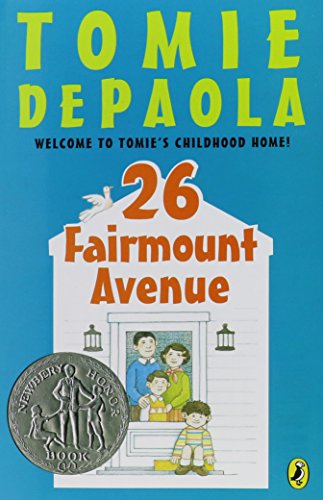 TOMIE
DEPAOLA
WELCOME TO TOMIE'S CHILDHOOD HOME!
26
Fairmount
Avenue
NEWBERY HONOR
BOOK